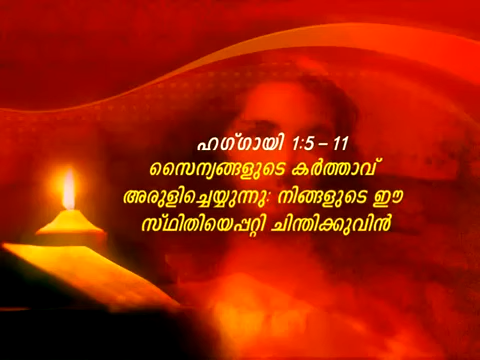 ഹഗ്ഗായി 1:5 – 11
സൈന്യങ്ങളുടെ കർത്താവ്
അരുളിച്ചെയ്യുന്നു: നിങ്ങളുടെ ഈ
സ്ഥിതിയെപ്പറ്റി ചിന്തിക്കുവിൻ